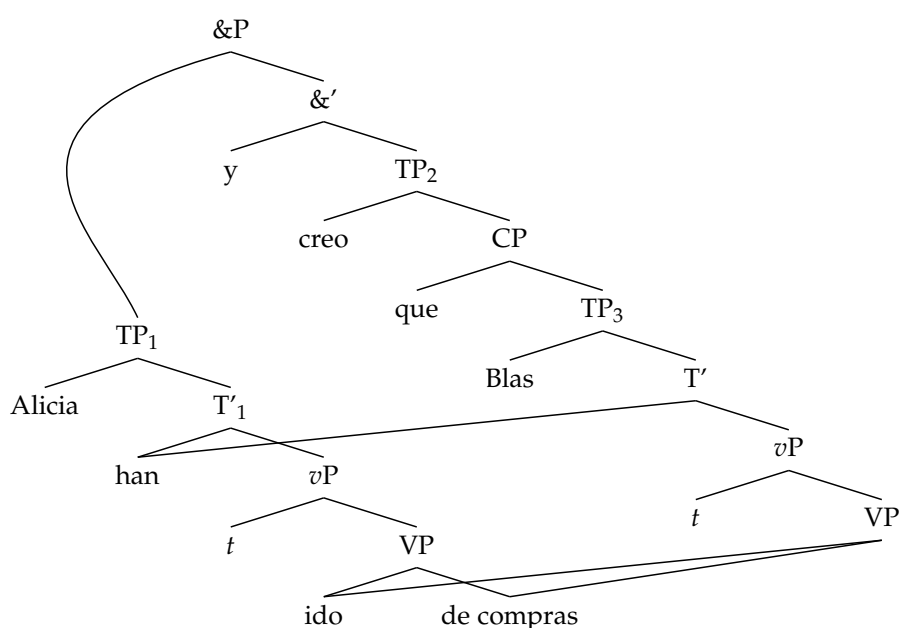 &P
&’
y TP2
creo CP
que TP3
TP1
Blas T’
Alicia T’1
vP
han vP
t VP
t VP
ido de compras